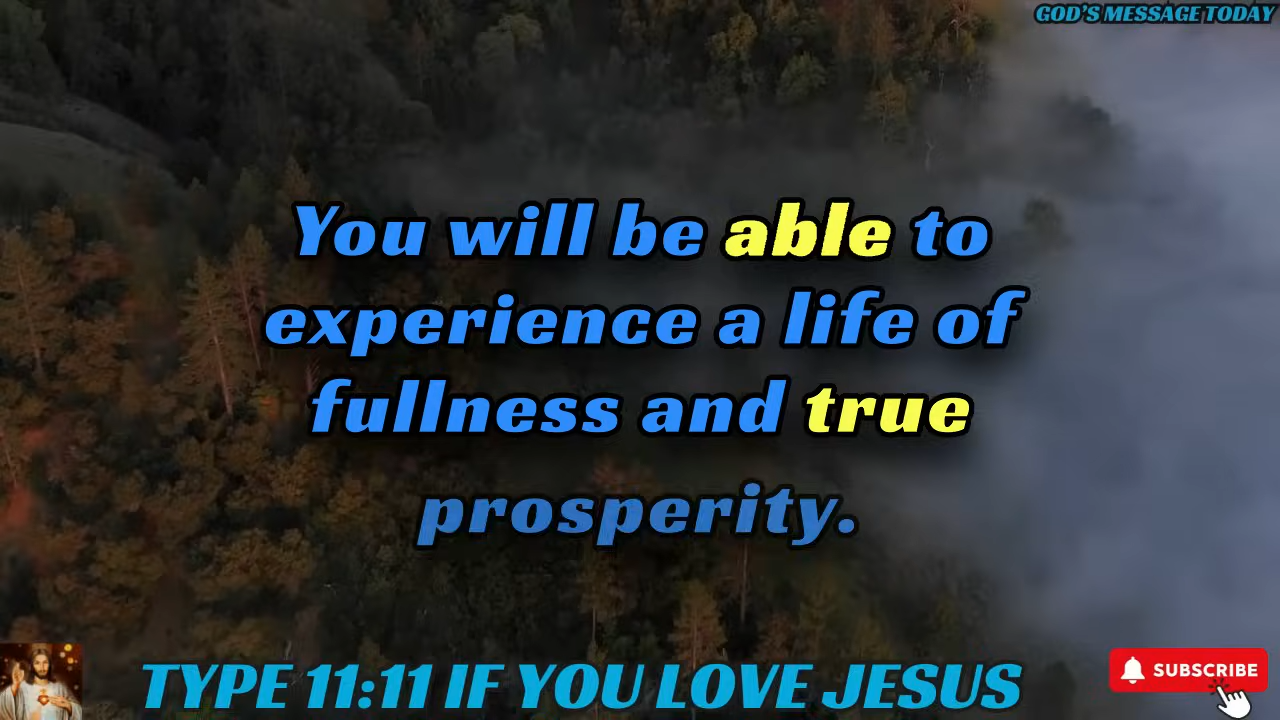 GOD'S MESSAGE TODAY
You will be able to
experience a life of
fullness and true
prosperity.
TYPE 11:11 IF YOU LOVE JESUS
SUBSCRIBE